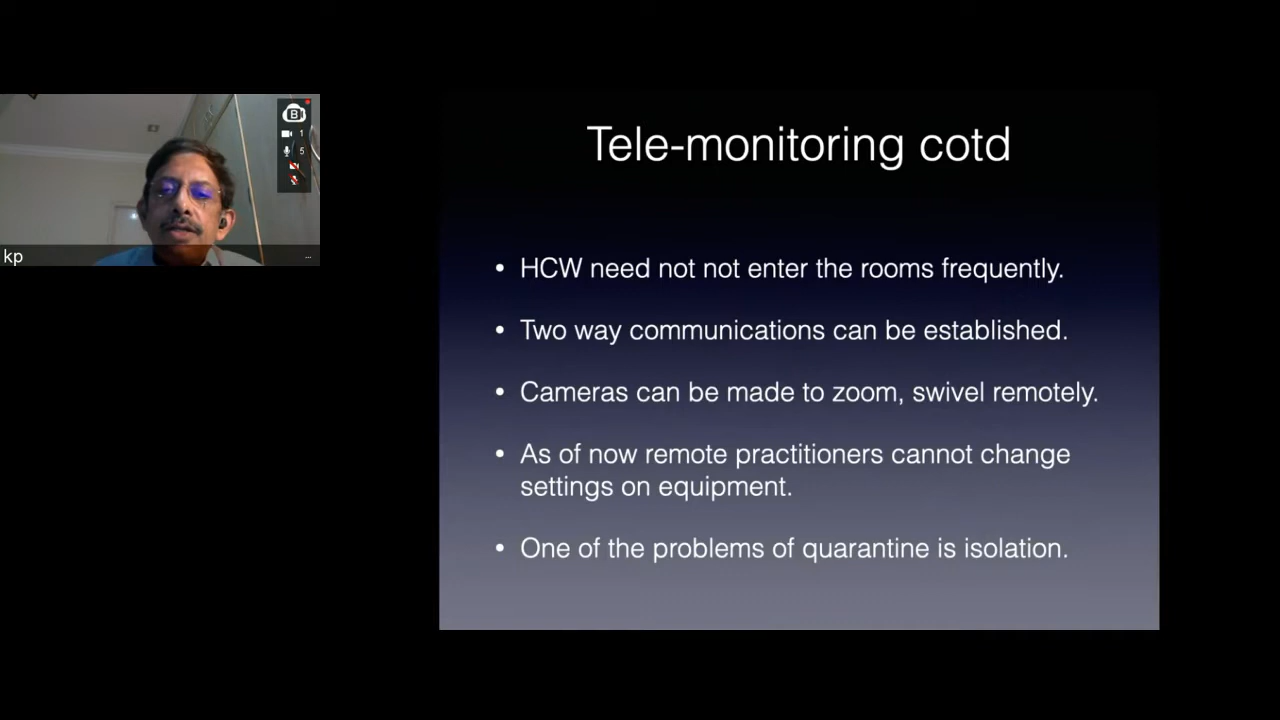 B
1
5
kp
Tele-monitoring cotd
• HCW need not not enter the rooms frequently.
• Two way communications can be established.
• Cameras can be made to zoom, swivel remotely.
• As of now remote practitioners cannot change
settings on equipment.
• One of the problems of quarantine is isolation.